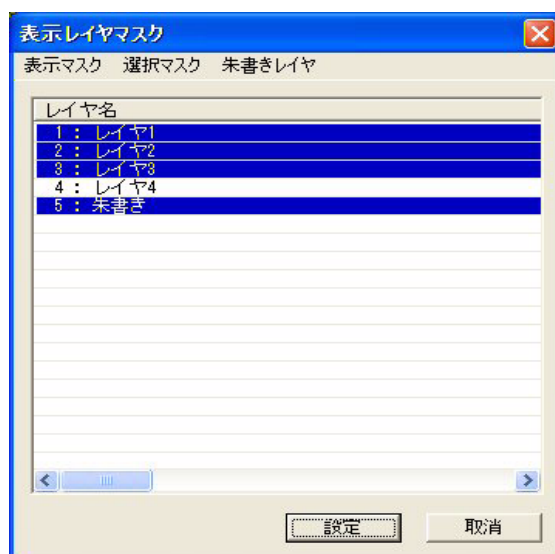 表示レイヤマスク
表示マスク 選択マスク 朱書きレイヤ
レイヤ名
1 : レイヤ1
2 : レイヤ2
3 : レイヤ3
4 : レイヤ4
5 : 朱書き
設定 取消